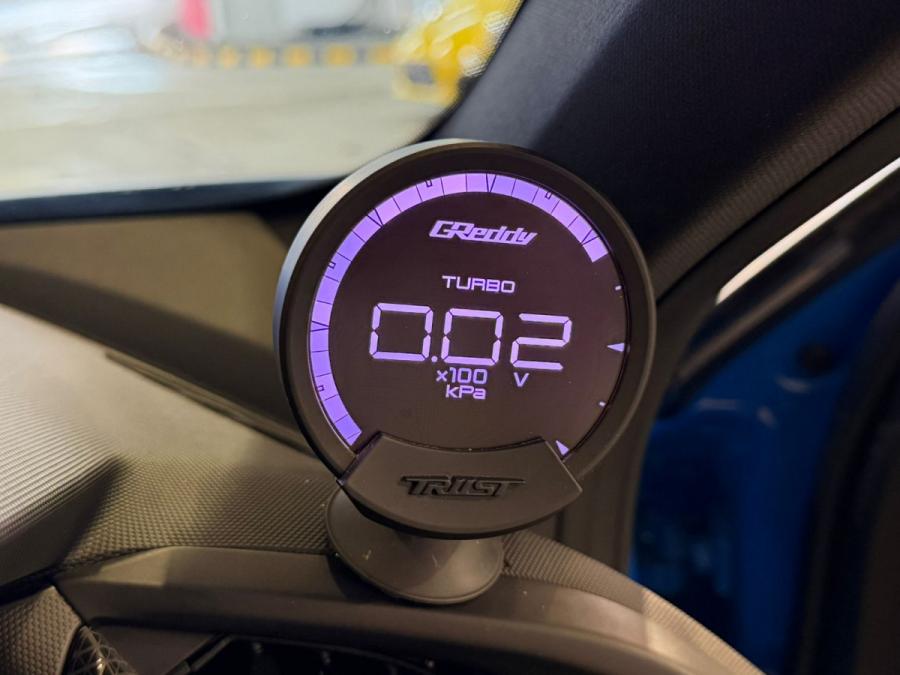 GReddy
TURBO
0.02
x100 V
kPa
TRUST